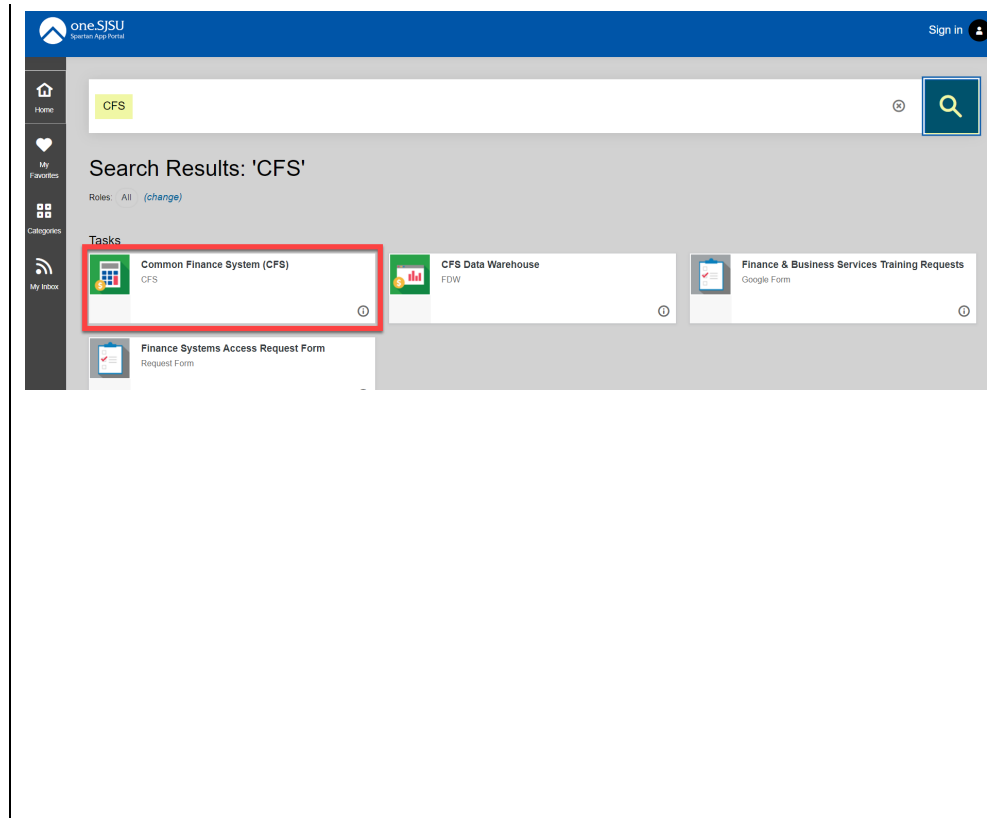 one.SJSU
Spartan App Portal
Sign in
Home
My
Favorites
Categories
My Inbox
CFS
Search Results: 'CFS'
Roles: All (change)
Tasks
Common Finance System (CFS)
CFS
CFS Data Warehouse
FDW
Finance & Business Services Training Requests
Google Form
Finance Systems Access Request Form
Request Form